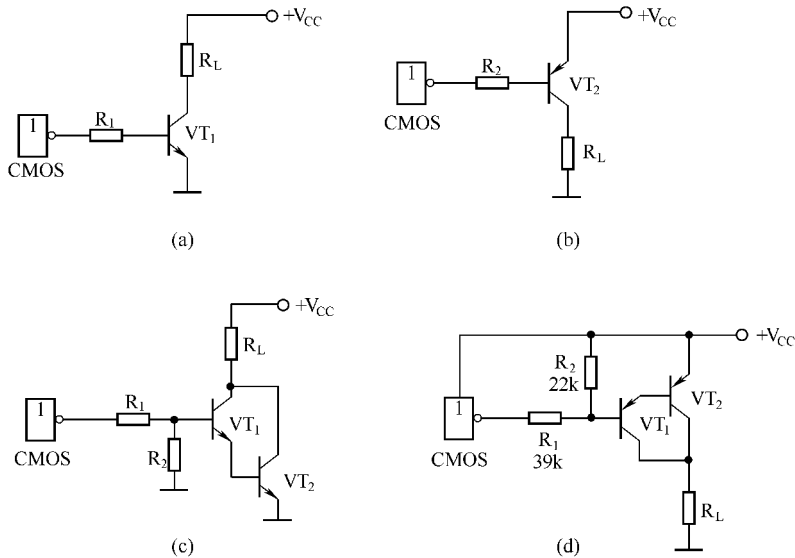 +V_CC
R_L
R_1
VT_1
1
CMOS
(a)
+V_CC
R_2
VT_2
1
CMOS
R_L
(b)
+V_CC
R_L
R_1
VT_1
1
CMOS
R_2
VT_2
(c)
+V_CC
R_2
22k
VT_2
1
VT_1
R_1
39k
CMOS
R_L
(d)